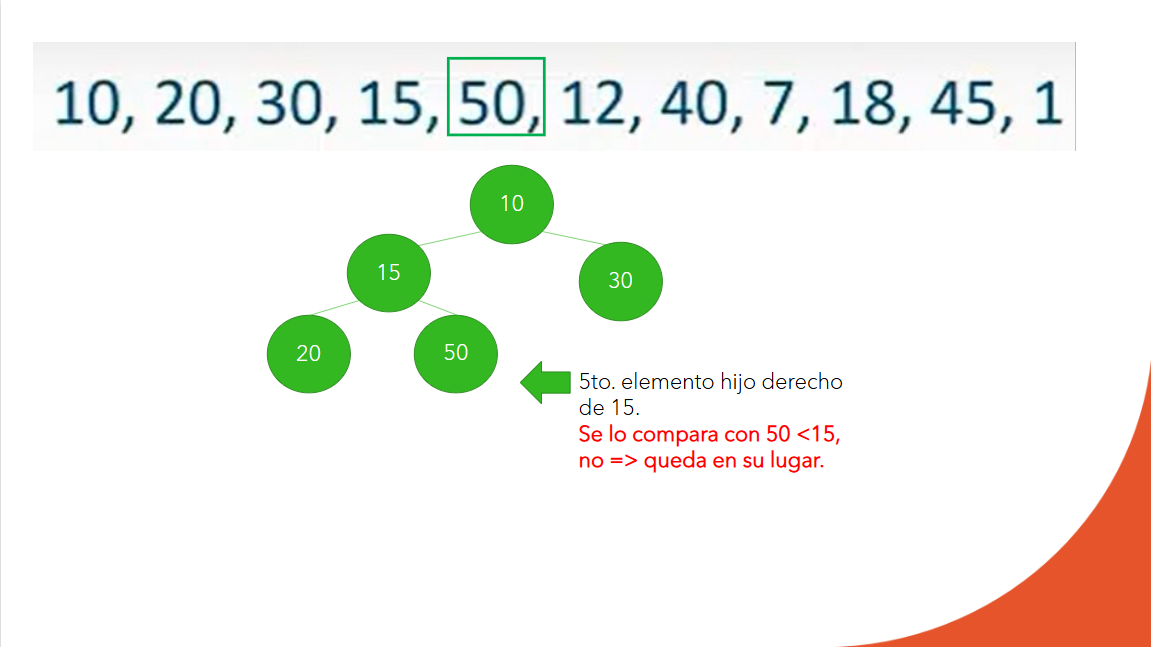 10, 20, 30, 15, 50, 12, 40, 7, 18, 45, 1
10
15
30
20
50
5to. elemento hijo derecho
de 15.
Se lo compara con 50 <15,
no => queda en su lugar.